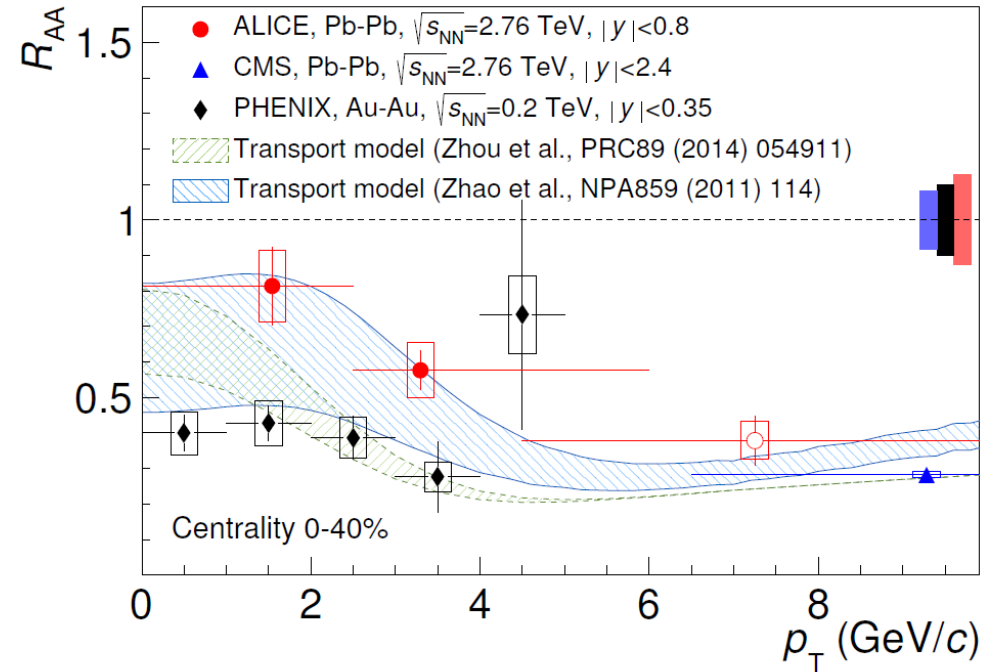 R_AA
ALICE, Pb-Pb, √s_NN=2.76 TeV, |y|<0.8
CMS, Pb-Pb, √s_NN=2.76 TeV, |y|<2.4
PHENIX, Au-Au, √s_NN=0.2 TeV, |y|<0.35
Transport model (Zhou et al., PRC89 (2014) 054911)
Transport model (Zhao et al., NPA859 (2011) 114)
1.5
1
0.5
Centrality 0-40%
0 2 4 6 8
p_T (GeV/c)